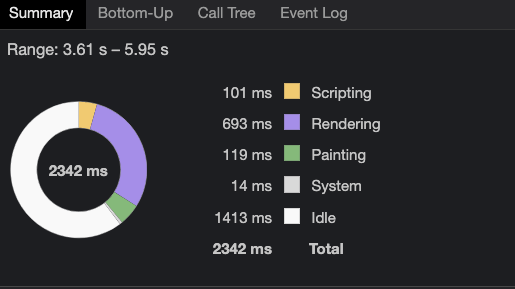 Summary Bottom-Up Call Tree Event Log
Range: 3.61 s – 5.95 s
2342 ms
101 ms Scripting
693 ms Rendering
119 ms Painting
14 ms System
1413 ms Idle
2342 ms Total